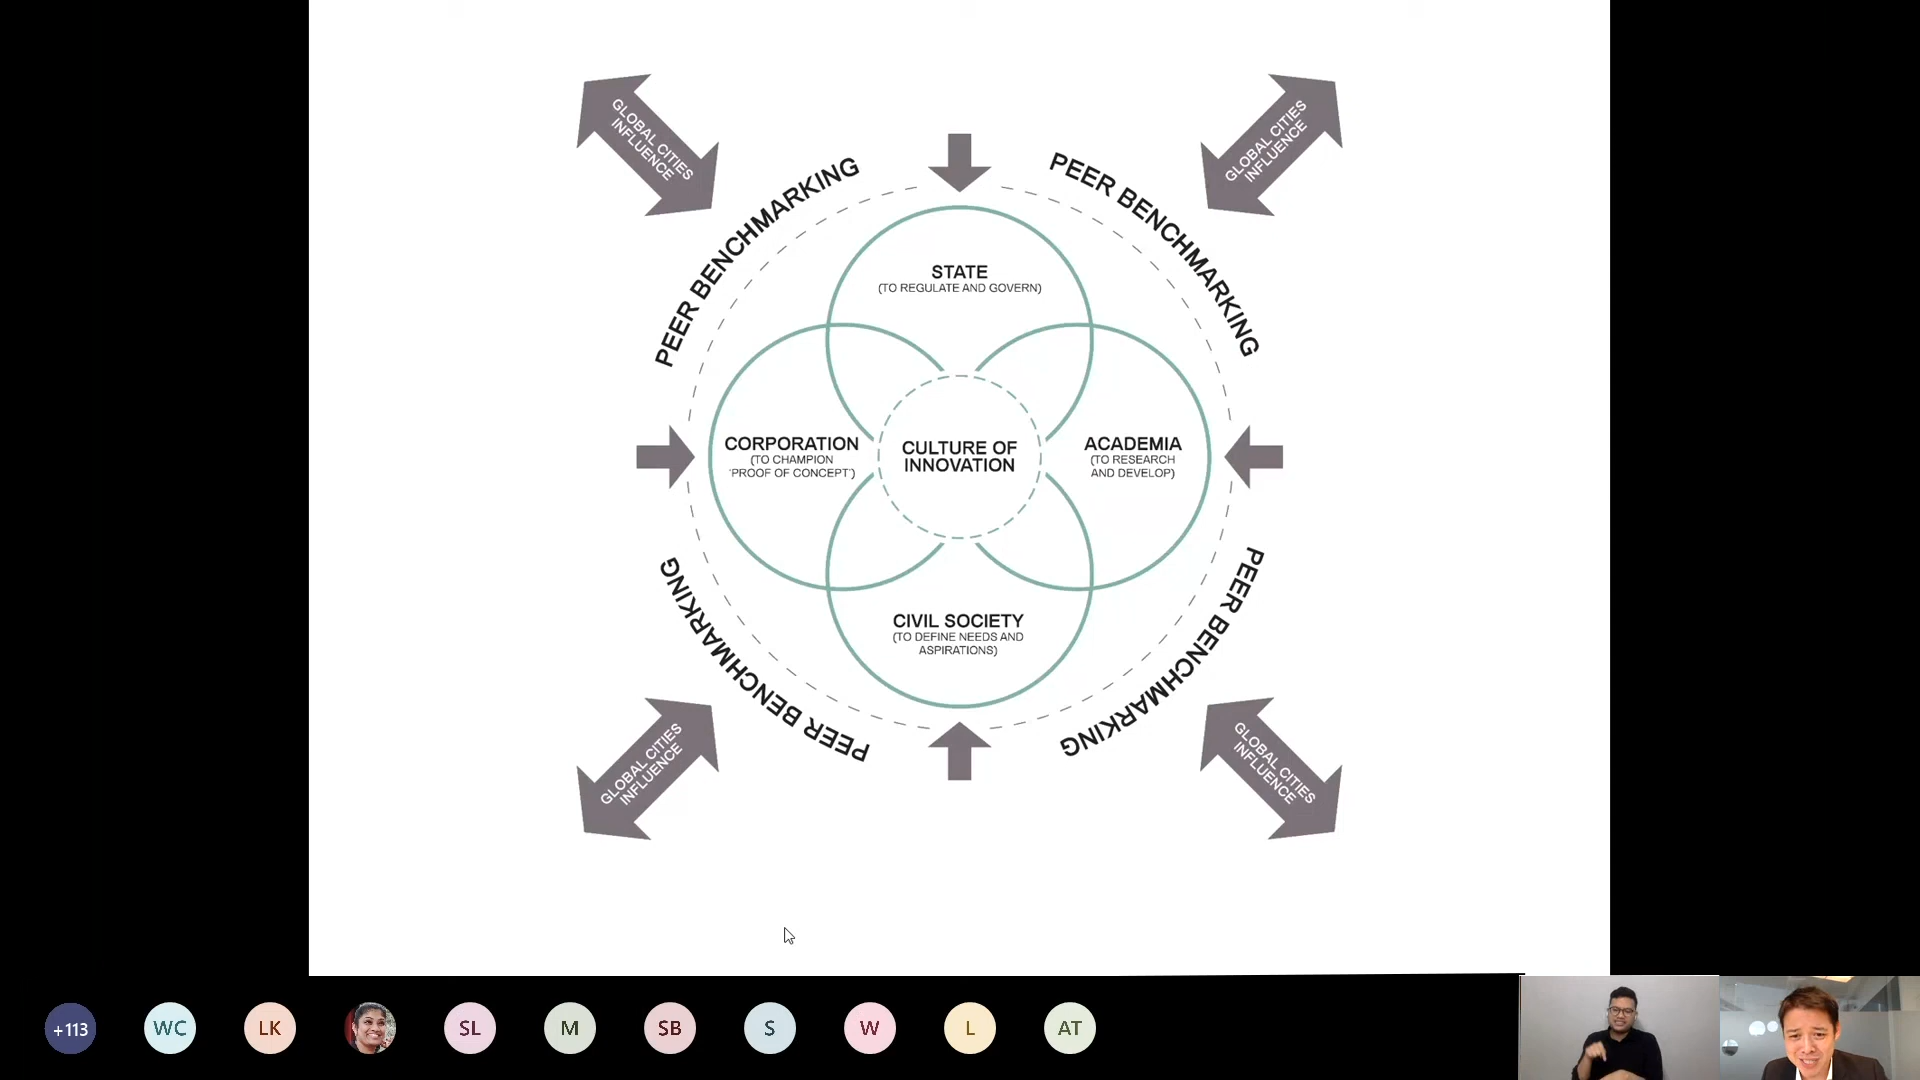 GLOBAL CITIES
INFLUENCE
GLOBAL CITIES
INFLUENCE
PEER BENCHMARKING
PEER BENCHMARKING
STATE
(TO REGULATE AND GOVERN)
CORPORATION
(TO CHAMPION
'PROOF OF CONCEPT')
CULTURE OF
INNOVATION
ACADEMIA
(TO RESEARCH
AND DEVELOP)
CIVIL SOCIETY
(TO DEFINE NEEDS AND
ASPIRATIONS)
PEER BENCHMARKING
PEER BENCHMARKING
GLOBAL CITIES
INFLUENCE
GLOBAL CITIES
INFLUENCE
+113
WC
LK
SL
M
SB
S
W
L
AT